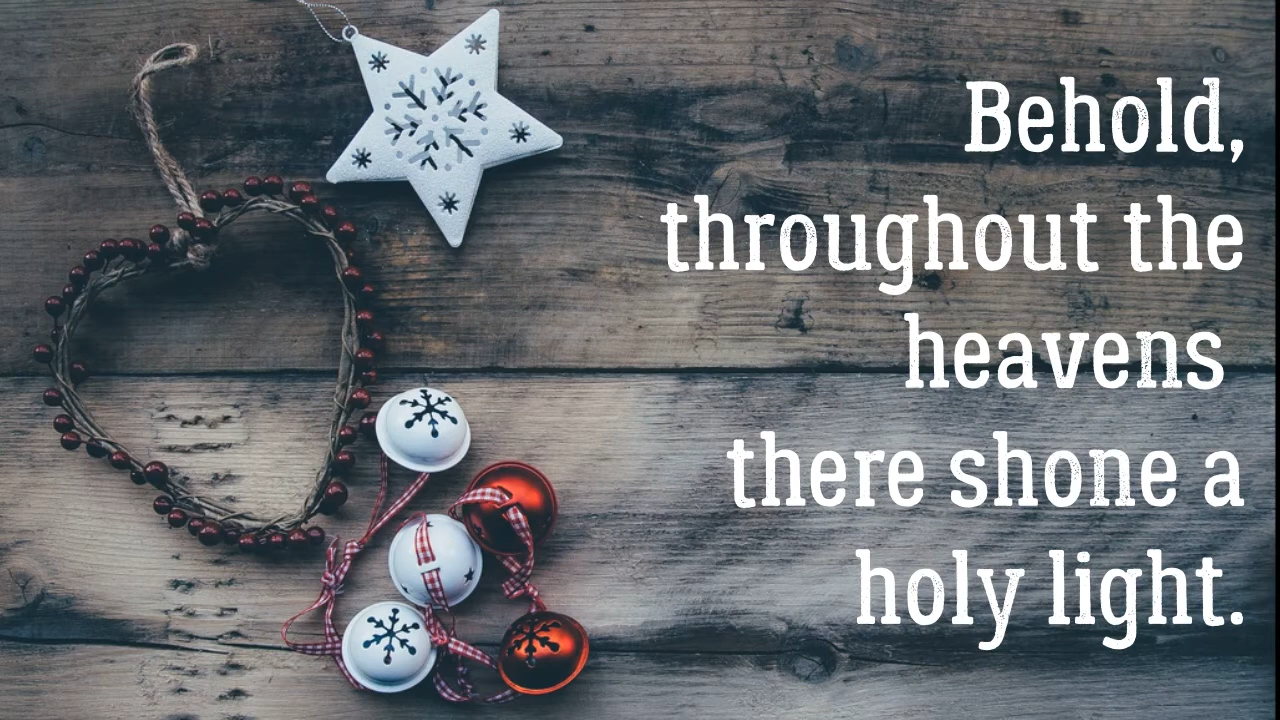 Behold,
throughout the
heavens
there shone a
holy light.